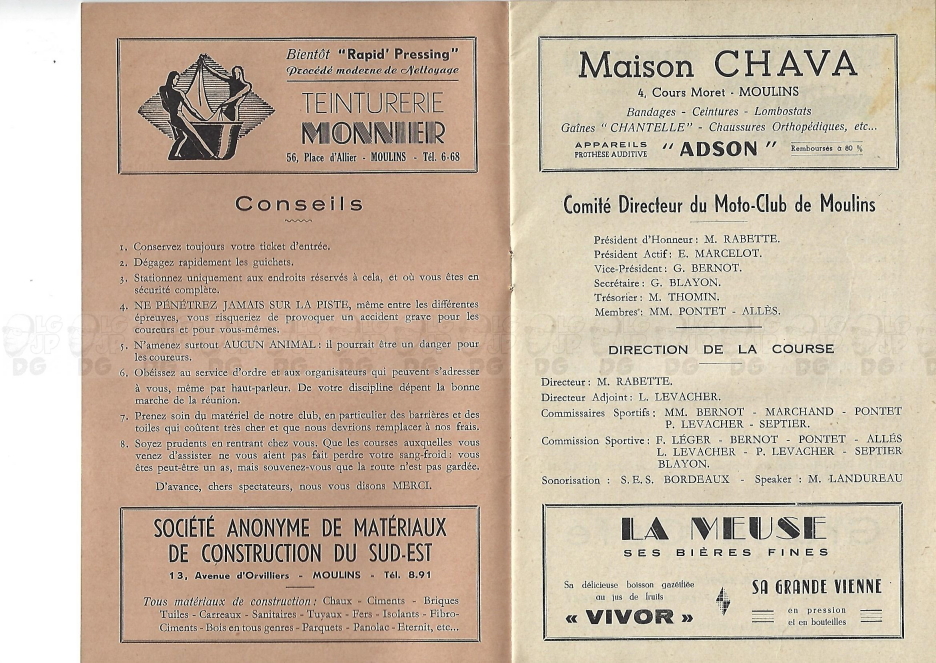 Bientôt "Rapid' Pressing"
Procédé moderne de Nettoyage
TEINTURERIE
MONNIER
56, Place d'Allier - MOULINS - Tél. 6-68
Conseils
1. Conservez toujours votre ticket d'entrée.
2. Dégagez rapidement les guichets.
3. Stationnez uniquement aux endroits réservés à cela, et où vous êtes en
sécurité complète.
4. NE PÉNÉTREZ JAMAIS SUR LA PISTE, même entre les différentes
épreuves, vous risqueriez de provoquer un accident grave pour les
coureurs et pour vous-mêmes.
5. N'amenez surtout AUCUN ANIMAL : il pourrait être un danger pour
les coureurs.
6. Obéissez au service d'ordre et aux organisateurs qui peuvent s'adresser
à vous, même par haut-parleur. De votre discipline dépent la bonne
marche de la réunion.
7. Prenez soin du matériel de notre club, en particulier des barrières et des
toiles qui coûtent très cher et que nous devrions remplacer à nos frais.
8. Soyez prudents en rentrant chez vous. Que les courses auxquelles vous
venez d'assister ne vous aient pas fait perdre votre sang-froid : vous
êtes peut-être un as, mais souvenez-vous que la route n'est pas gardée.
D'avance, chers spectateurs, nous vous disons MERCI.
SOCIÉTÉ ANONYME DE MATÉRIAUX
DE CONSTRUCTION DU SUD-EST
13, Avenue d'Orvilliers - MOULINS - Tél. 8.91
Tous matériaux de construction : Chaux - Ciments - Briques
Tuiles - Carreaux - Sanitaires - Tuyaux - Fers - Isolants - Fibro-
Ciments - Bois en tous genres - Parquets - Panolac - Eternit, etc...
Maison CHAVA
4, Cours Moret - MOULINS
Bandages - Ceintures - Lombostats
Gaînes "CHANTELLE" - Chaussures Orthopédiques, etc...
APPAREILS
PROTHÈSE AUDITIVE "ADSON" Remboursés à 80 %
Comité Directeur du Moto-Club de Moulins
Président d'Honneur : M. RABETTE.
Président Actif : E. MARCELOT.
Vice-Président : G. BERNOT.
Secrétaire : G. BLAYON.
Trésorier : M. THOMIN.
Membres : MM. PONTET - ALLÈS.
DIRECTION DE LA COURSE
Directeur : M. RABETTE.
Directeur Adjoint : L. LEVACHER.
Commissaires Sportifs : MM. BERNOT - MARCHAND - PONTET
P. LEVACHER - SEPTIER.
Commission Sportive : F. LÉGER - BERNOT - PONTET - ALLÈS
L. LEVACHER - P. LEVACHER - SEPTIER
BLAYON.
Sonorisation : S.E.S. BORDEAUX - Speaker : M. LANDUREAU
LA MEUSE
SES BIÈRES FINES
Sa délicieuse boisson gazéifiée
au jus de fruits
« VIVOR »
SA GRANDE VIENNE
en pression
et en bouteilles